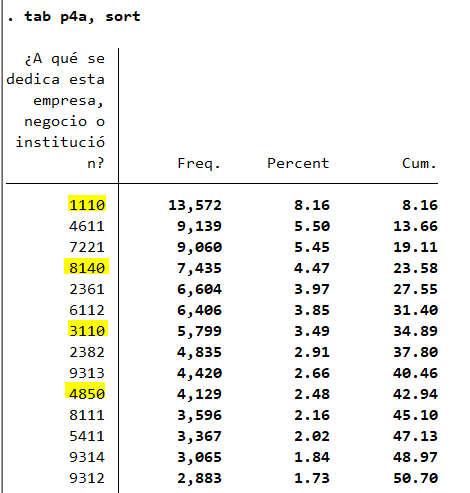 . tab p4a, sort
¿A qué se
dedica esta
empresa,
negocio o
institució
n? Freq. Percent Cum.
1110 13,572 8.16 8.16
4611 9,139 5.50 13.66
7221 9,060 5.45 19.11
8140 7,435 4.47 23.58
2361 6,604 3.97 27.55
6112 6,406 3.85 31.40
3110 5,799 3.49 34.89
2382 4,835 2.91 37.80
9313 4,420 2.66 40.46
4850 4,129 2.48 42.94
8111 3,596 2.16 45.10
5411 3,367 2.02 47.13
9314 3,065 1.84 48.97
9312 2,883 1.73 50.70